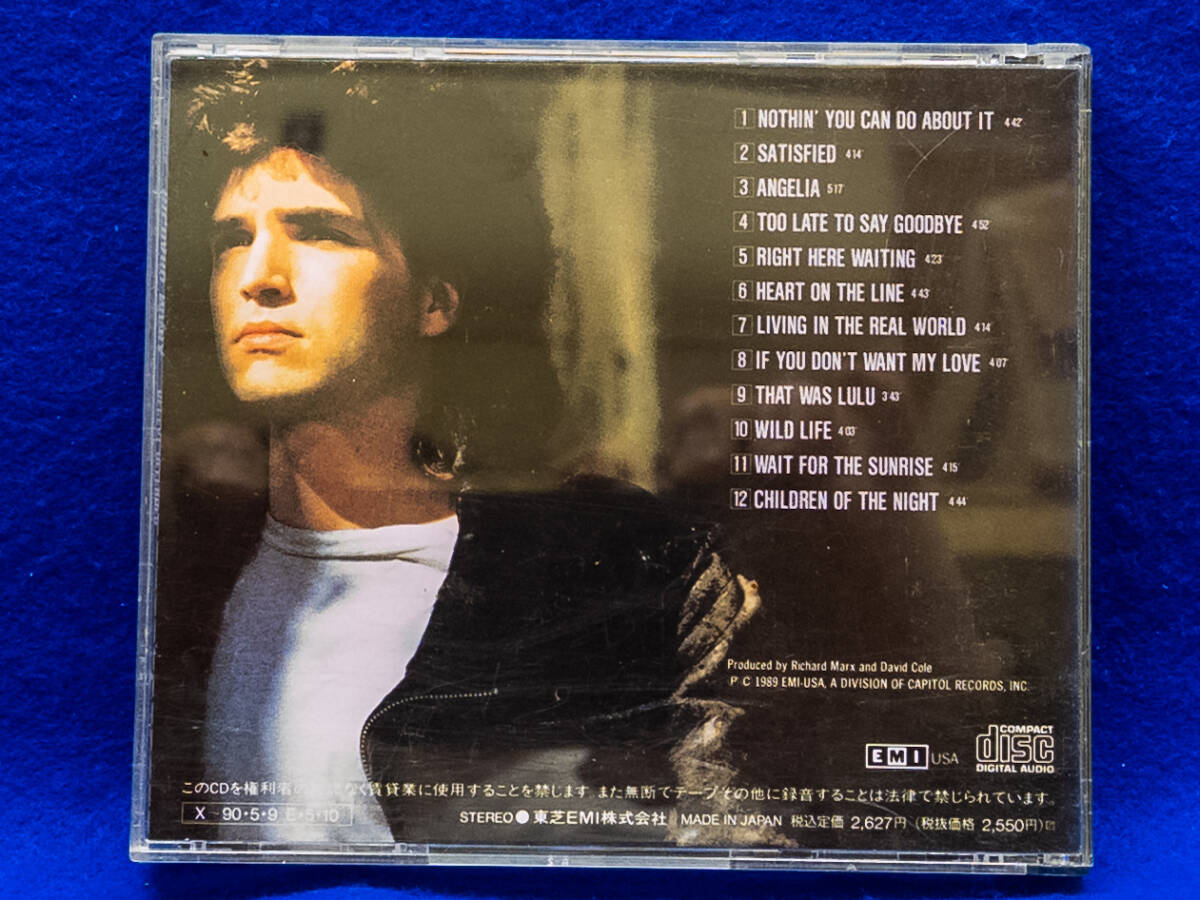 1 NOTHIN' YOU CAN DO ABOUT IT 4 42
2 SATISFIED 4 14
3 ANGELIA 5 17
4 TOO LATE TO SAY GOODBYE 4 52
5 RIGHT HERE WAITING 4 23
6 HEART ON THE LINE 4 43
7 LIVING IN THE REAL WORLD 4 14
8 IF YOU DON'T WANT MY LOVE 4 07
9 THAT WAS LULU 3 43
10 WILD LIFE 4 03
11 WAIT FOR THE SUNRISE 4 15
12 CHILDREN OF THE NIGHT 4 44
Produced by Richard Marx and David Cole
P C 1989 EMI-USA, A DIVISION OF CAPITOL RECORDS, INC.
EMI USA
COMPACT
disc
DIGITAL AUDIO
このCDを権利者の なく賃貸業に使用することを禁じます。また無断でテープその他に録音することは法律で禁じられています。
X 90・5・9 E・5・10
STEREO ● 東芝EMI株式会社 MADE IN JAPAN 税込定価 2,627円 (税抜価格 2,550円)